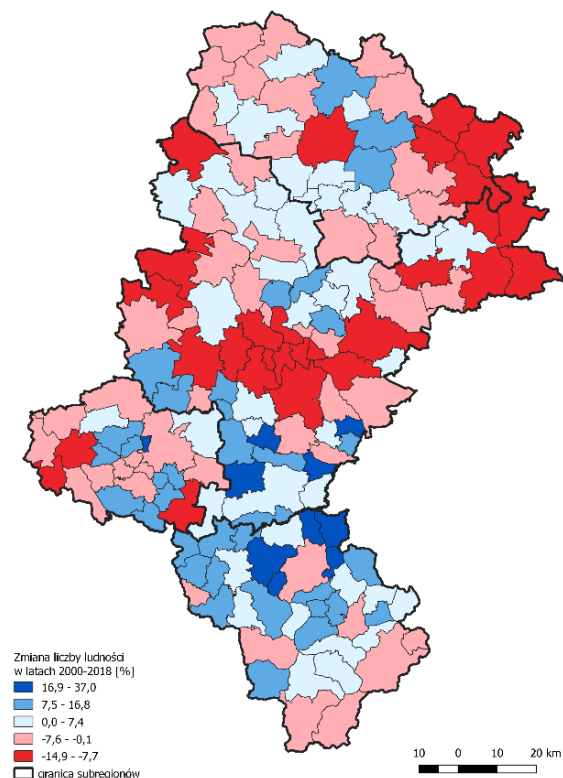 Zmiana liczby ludności
w latach 2000-2018 [%]
16,9 - 37,0
7,5 - 16,8
0,0 - 7,4
-7,6 - -0,1
-14,9 - -7,7
granica subregionów
10 0 10 20 km